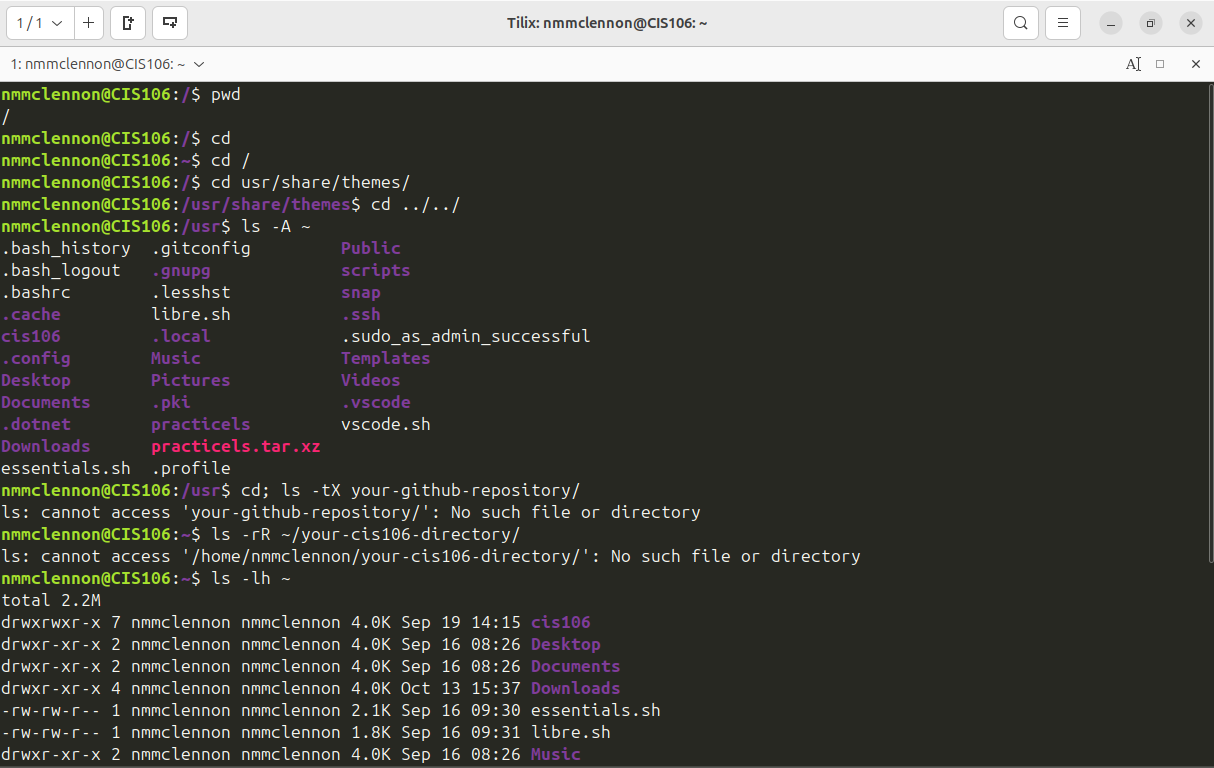 1 / 1
Tilix: nmmclennon@CIS106: ~
1: nmmclennon@CIS106: ~
nmmclennon@CIS106:/$ pwd
/
nmmclennon@CIS106:/$ cd
nmmclennon@CIS106:~$ cd /
nmmclennon@CIS106:/$ cd usr/share/themes/
nmmclennon@CIS106:/usr/share/themes$ cd ../../
nmmclennon@CIS106:/usr$ ls -A ~
.bash_history  .gitconfig         Public
.bash_logout   .gnupg             scripts
.bashrc        .lesshst           snap
.cache         libre.sh           .ssh
cis106         .local             .sudo_as_admin_successful
.config        Music              Templates
Desktop        Pictures           Videos
Documents      .pki               .vscode
.dotnet        practicels         vscode.sh
Downloads      practicels.tar.xz
essentials.sh  .profile
nmmclennon@CIS106:/usr$ cd; ls -tX your-github-repository/
ls: cannot access 'your-github-repository/': No such file or directory
nmmclennon@CIS106:~$ ls -rR ~/your-cis106-directory/
ls: cannot access '/home/nmmclennon/your-cis106-directory/': No such file or directory
nmmclennon@CIS106:~$ ls -lh ~
total 2.2M
drwxrwxr-x 7 nmmclennon nmmclennon 4.0K Sep 19 14:15 cis106
drwxr-xr-x 2 nmmclennon nmmclennon 4.0K Sep 16 08:26 Desktop
drwxr-xr-x 2 nmmclennon nmmclennon 4.0K Sep 16 08:26 Documents
drwxr-xr-x 4 nmmclennon nmmclennon 4.0K Oct 13 15:37 Downloads
-rw-rw-r-- 1 nmmclennon nmmclennon 2.1K Sep 16 09:30 essentials.sh
-rw-rw-r-- 1 nmmclennon nmmclennon 1.8K Sep 16 09:31 libre.sh
drwxr-xr-x 2 nmmclennon nmmclennon 4.0K Sep 16 08:26 Music